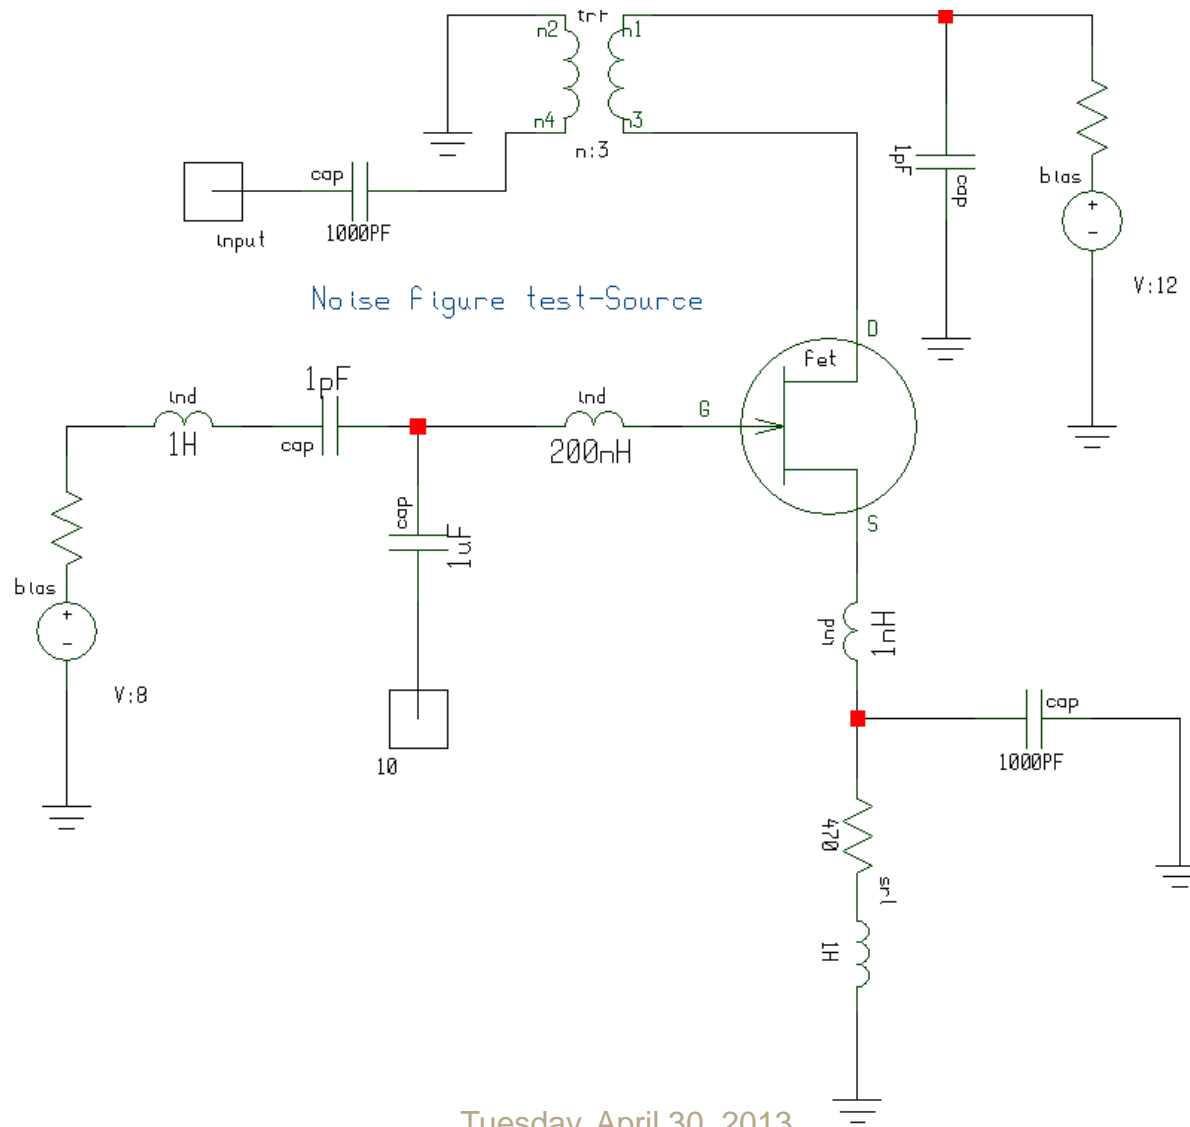 trf
n2
n1
n4
n3
n:3
cap
1000PF
input
1pF
cap
bias
+
-
V:12
Noise Figure test-Source
D
fet
G
S
ind
1H
1pF
cap
ind
200nH
cap
1uF
bias
+
-
V:8
10
ind
1nH
cap
1000PF
470
srl
1H
Tuesday, April 30, 2013